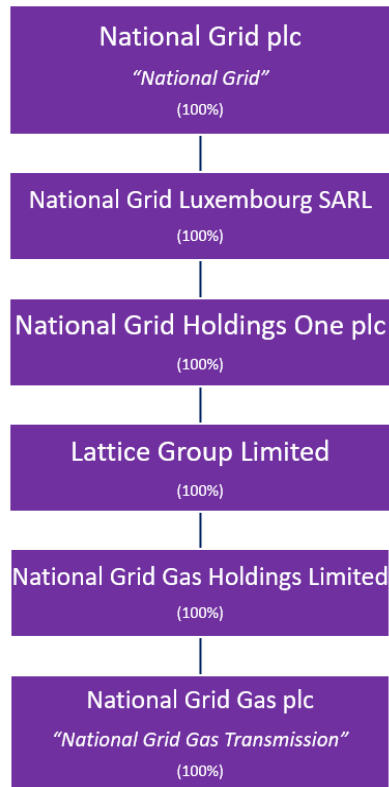 National Grid plc
“National Grid”
(100%)
National Grid Luxembourg SARL
(100%)
National Grid Holdings One plc
(100%)
Lattice Group Limited
(100%)
National Grid Gas Holdings Limited
(100%)
National Grid Gas plc
“National Grid Gas Transmission”
(100%)